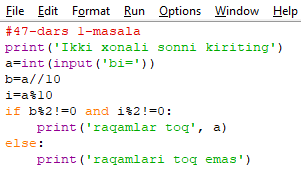 File Edit Format Run Options Window Help
#47-dars 1-masala
print('Ikki xonali sonni kiriting')
a=int(input('bi='))
b=a//10
i=a%10
if b%2!=0 and i%2!=0:
    print('raqamlar toq', a)
else:
    print('raqamlari toq emas')